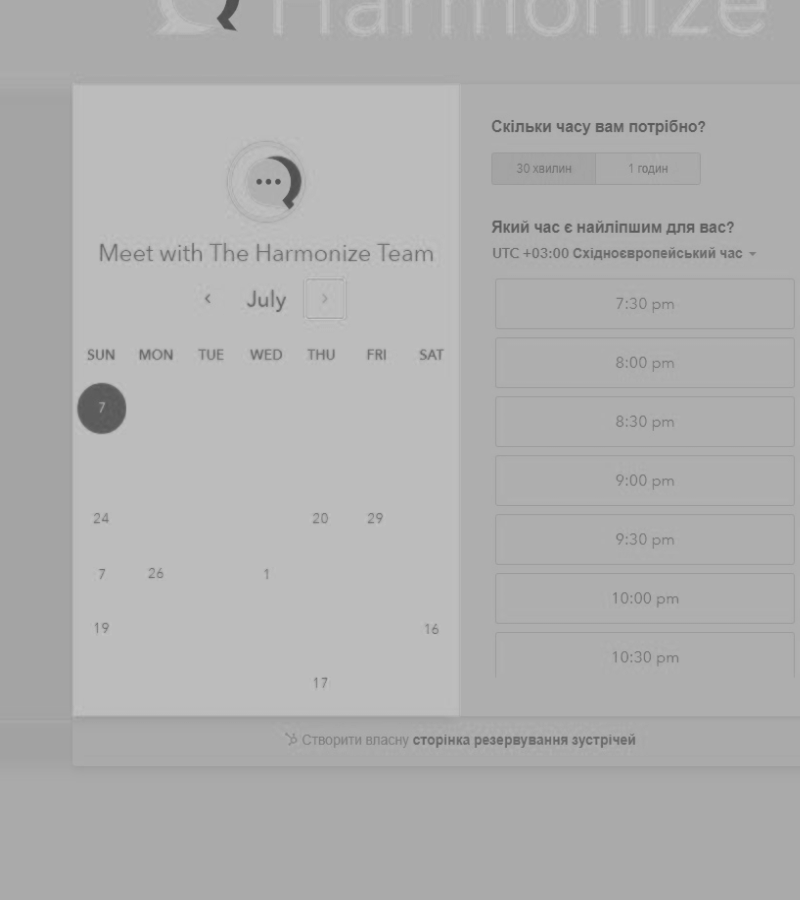 Harmonize
Meet with The Harmonize Team
July
SUN MON TUE WED THU FRI SAT
7
24 20 29
7 26 1
19 16
17
Скільки часу вам потрібно?
30 хвилин 1 годин
Який час є найліпшим для вас?
UTC +03:00 Східноєвропейський час
7:30 pm
8:00 pm
8:30 pm
9:00 pm
9:30 pm
10:00 pm
10:30 pm
Створити власну сторінка резервування зустрічей